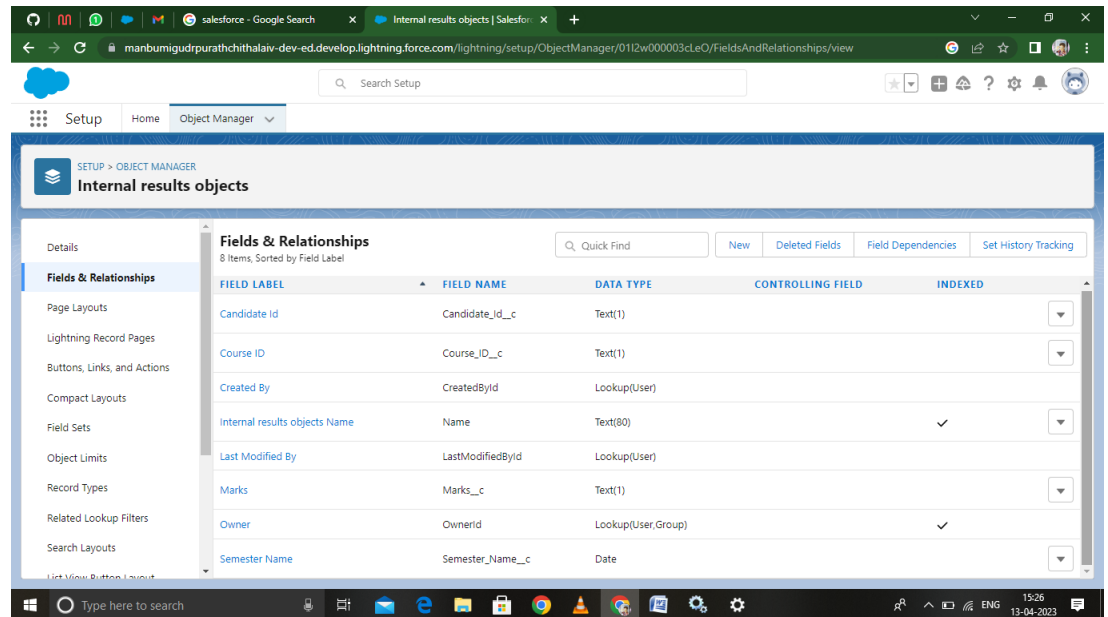 salesforce - Google Search
Internal results objects | Salesforc
manbumigudrpurathchithalaiv-dev-ed.develop.lightning.force.com/lightning/setup/ObjectManager/01I2w000003cLeO/FieldsAndRelationships/view
Search Setup
Setup Home Object Manager
SETUP > OBJECT MANAGER
Internal results objects
Details
Fields & Relationships
Page Layouts
Lightning Record Pages
Buttons, Links, and Actions
Compact Layouts
Field Sets
Object Limits
Record Types
Related Lookup Filters
Search Layouts
List View Button Layout
Fields & Relationships
8 Items, Sorted by Field Label
Quick Find
New Deleted Fields Field Dependencies Set History Tracking
FIELD LABEL FIELD NAME DATA TYPE CONTROLLING FIELD INDEXED
Candidate Id Candidate_Id__c Text(1)
Course ID Course_ID__c Text(1)
Created By CreatedById Lookup(User)
Internal results objects Name Name Text(80)
Last Modified By LastModifiedById Lookup(User)
Marks Marks__c Text(1)
Owner OwnerId Lookup(User,Group)
Semester Name Semester_Name__c Date
Type here to search
ENG
15:26
13-04-2023